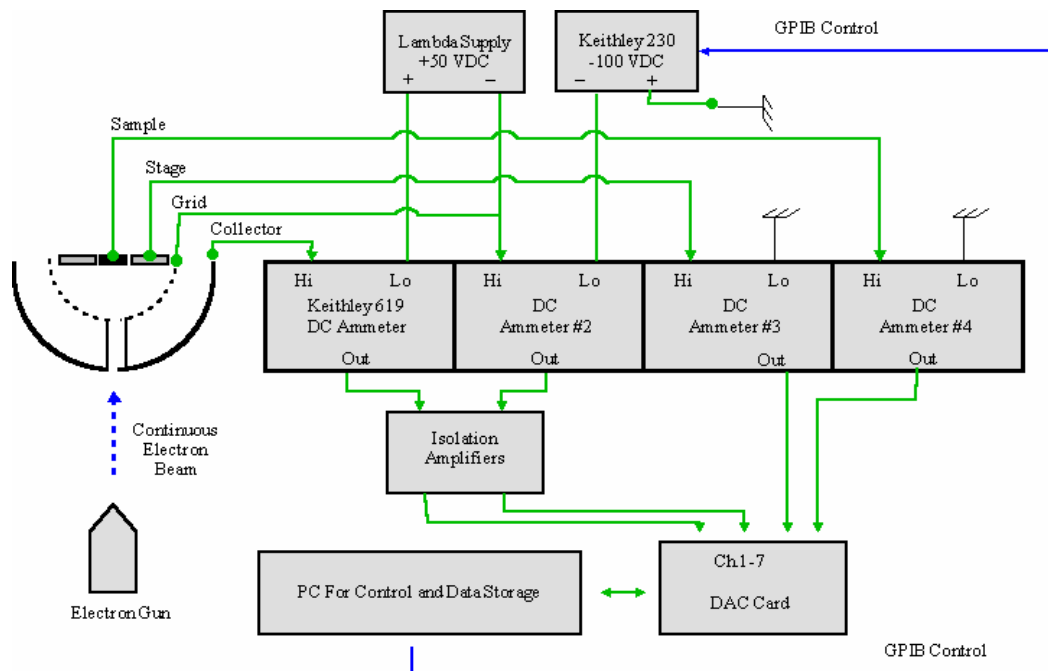 Lambda Supply
+50 VDC
+ −
Keithley 230
-100 VDC
− +
GPIB Control
Sample
Stage
Grid
Collector
Hi Lo
Keithley 619
DC Ammeter
Out
Hi Lo
DC
Ammeter #2
Out
Hi Lo
DC
Ammeter #3
Out
Hi Lo
DC
Ammeter #4
Out
Continuous
Electron
Beam
Isolation
Amplifiers
Electron Gun
PC For Control and Data Storage
Ch.1-7
DAC Card
GPIB Control